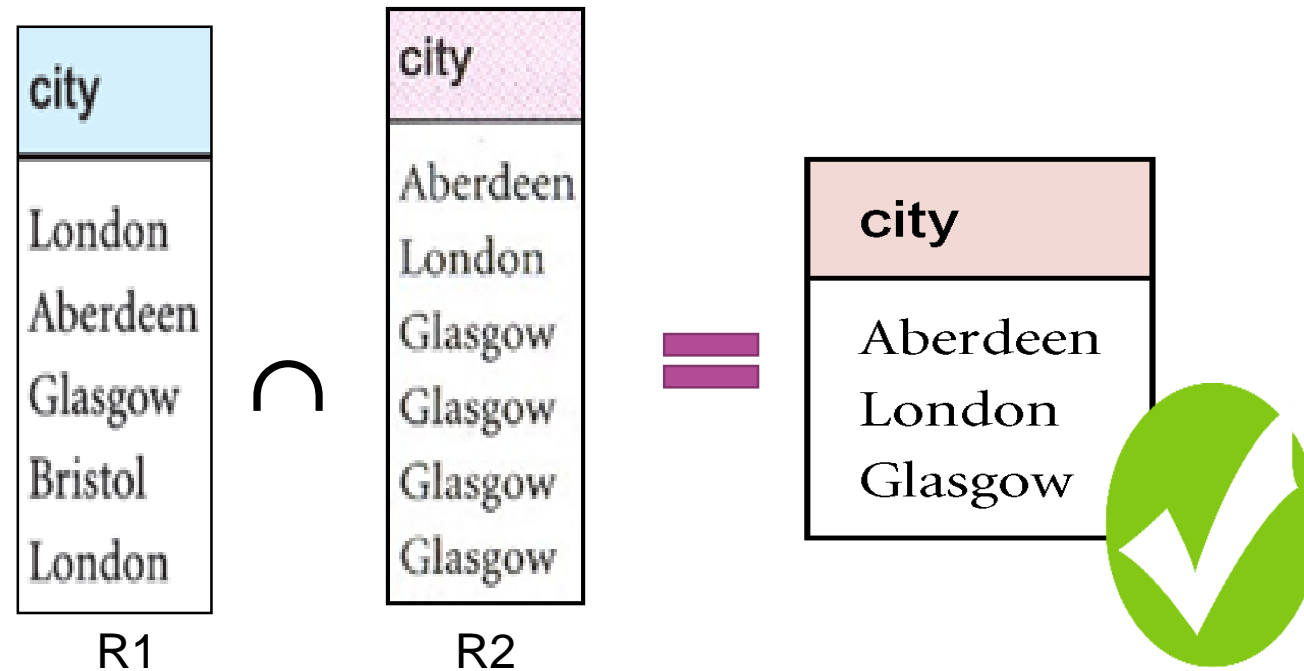 city
London
Aberdeen
Glasgow
Bristol
London
R1
∩
city
Aberdeen
London
Glasgow
Glasgow
Glasgow
Glasgow
R2
=
city
Aberdeen
London
Glasgow